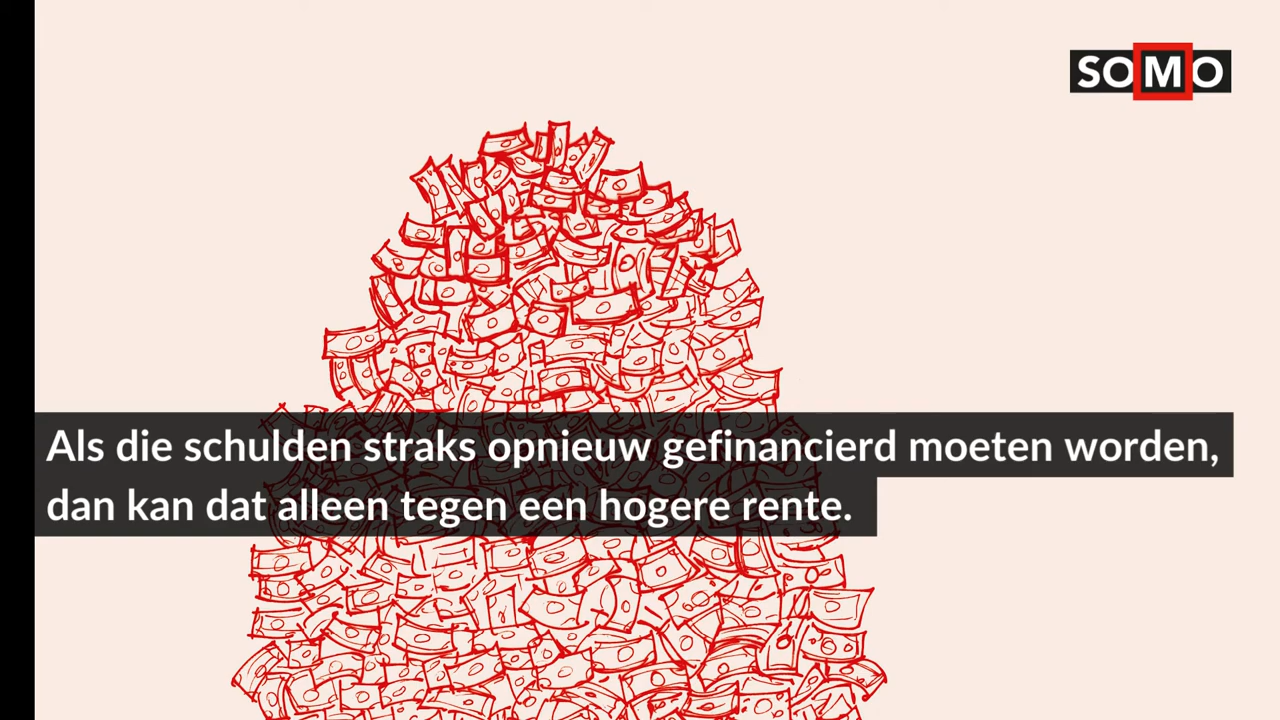 SOMO
Als die schulden straks opnieuw gefinancierd moeten worden,
dan kan dat alleen tegen een hogere rente.